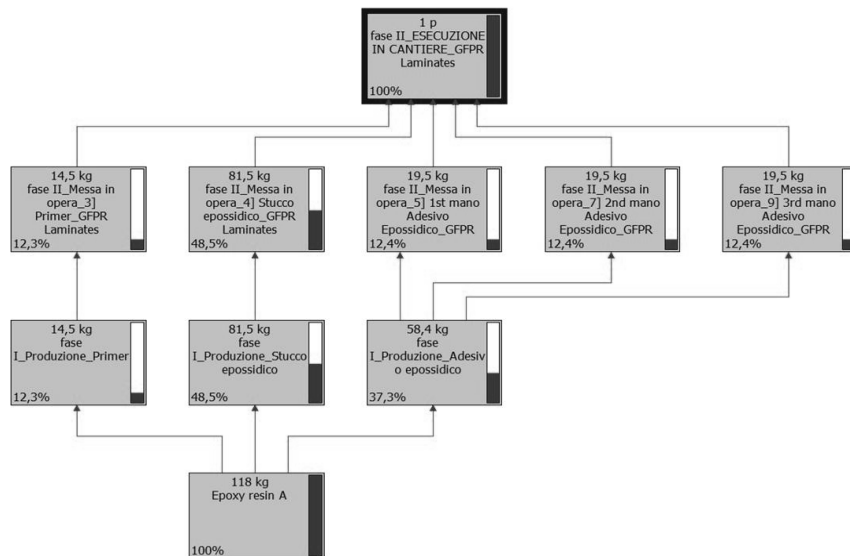 1 p
fase II_ESECUZIONE
IN CANTIERE_GFPR
Laminates
100%
14,5 kg
fase II_Messa in
opera_3]
Primer_GFPR
Laminates
12,3%
81,5 kg
fase II_Messa in
opera_4] Stucco
epossidico_GFPR
Laminates
48,5%
19,5 kg
fase II_Messa in
opera_5] 1st mano
Adesivo
Epossidico_GFPR
12,4%
19,5 kg
fase II_Messa in
opera_7] 2nd mano
Adesivo
Epossidico_GFPR
12,4%
19,5 kg
fase II_Messa in
opera_9] 3rd mano
Adesivo
Epossidico_GFPR
12,4%
14,5 kg
fase
I_Produzione_Primer
12,3%
81,5 kg
fase
I_Produzione_Stucco
epossidico
48,5%
58,4 kg
fase
I_Produzione_Adesiv
o epossidico
37,3%
118 kg
Epoxy resin A
100%